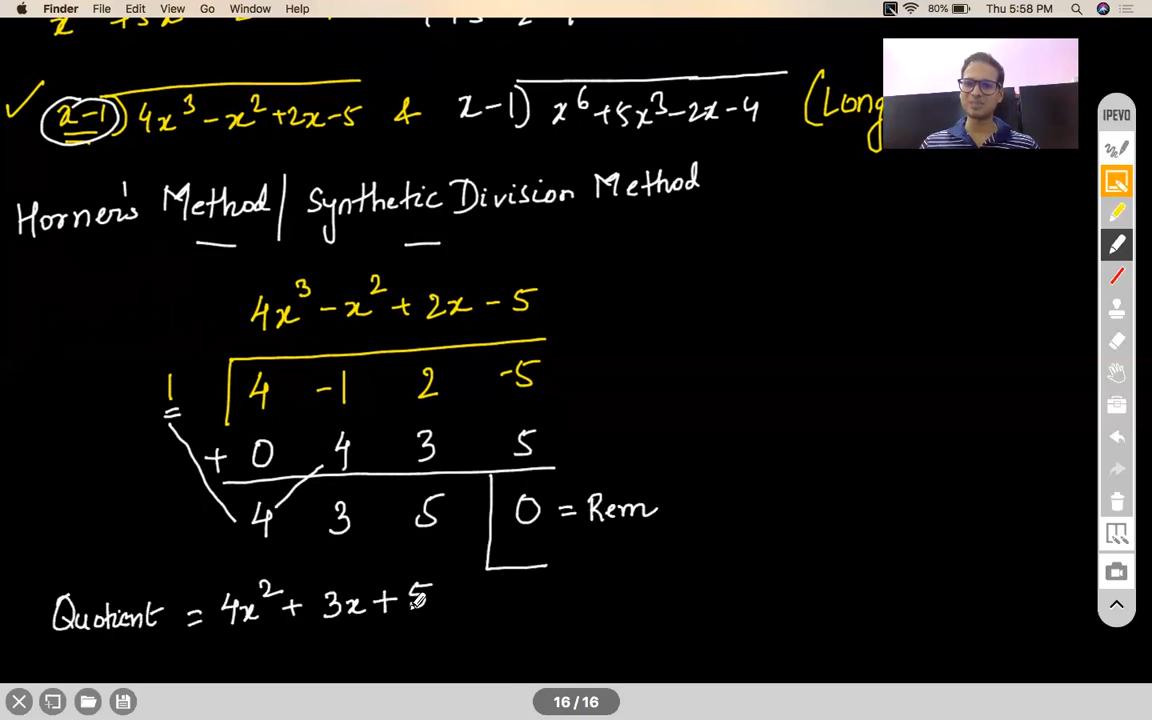 Finder File Edit View Go Window Help 80% Thu 5:58 PM
x-1) 4x³ - x² + 2x - 5 & x-1) x⁶ + 5x³ - 2x - 4 (Long
IPEVO
Horner's Method / Synthetic Division Method
4x³ - x² + 2x - 5
1 4 -1 2 -5
+ 0 4 3 5
4 3 5 0 = Rem
Quotient = 4x² + 3x + 5
16 / 16